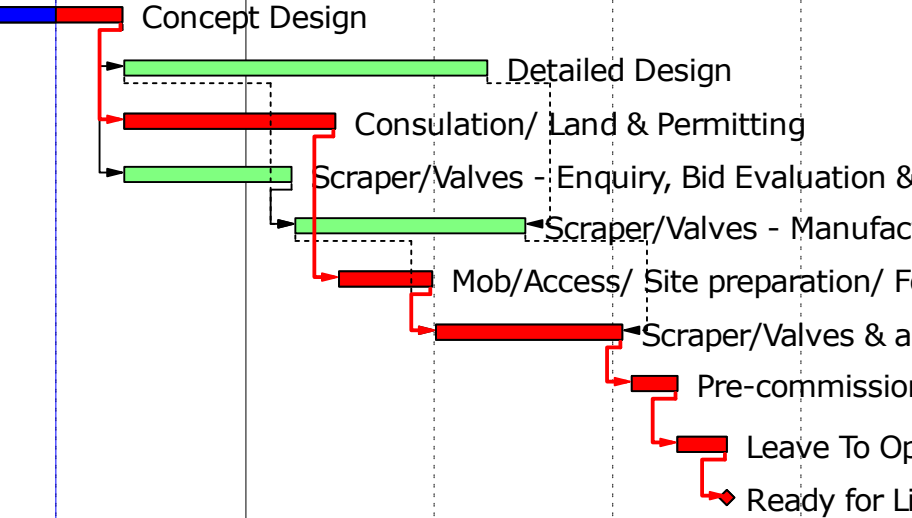 Concept Design
Detailed Design
Consulation/ Land & Permitting
Scraper/Valves - Enquiry, Bid Evaluation &
Scraper/Valves - Manufac
Mob/Access/ Site preparation/ Fo
Scraper/Valves & a
Pre-commission
Leave To Op
Ready for Li